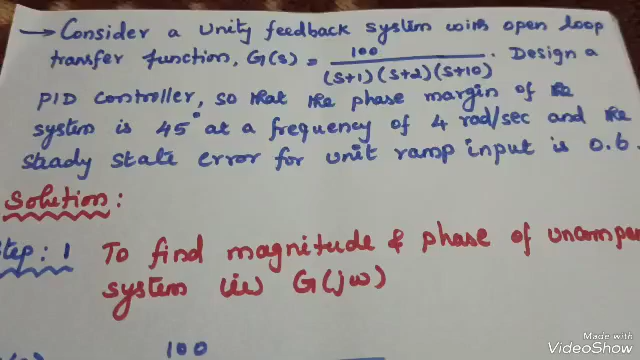 → Consider a unity feedback system with open loop
transfer function, G(s) = 100 / (s+1)(s+2)(s+10) . Design a
PID controller, so that the phase margin of the
system is 45° at a frequency of 4 rad/sec and the
steady state error for unit ramp input is 0.6.
Solution:
Step: 1 To find magnitude & phase of uncompen
system (ie) G(jω)
100
Made with
VideoShow